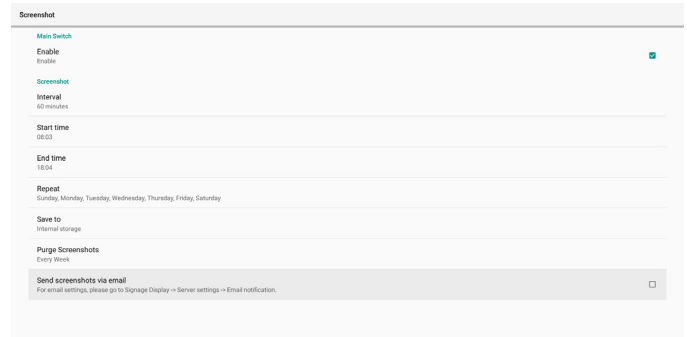 Screenshot
Main Switch
Enable
Enable
Screenshot
Interval
60 minutes
Start time
08:03
End time
18:04
Repeat
Sunday, Monday, Tuesday, Wednesday, Thursday, Friday, Saturday
Save to
Internal storage
Purge Screenshots
Every Week
Send screenshots via email
For email settings, please go to Signage Display -> Server settings -> Email notification.